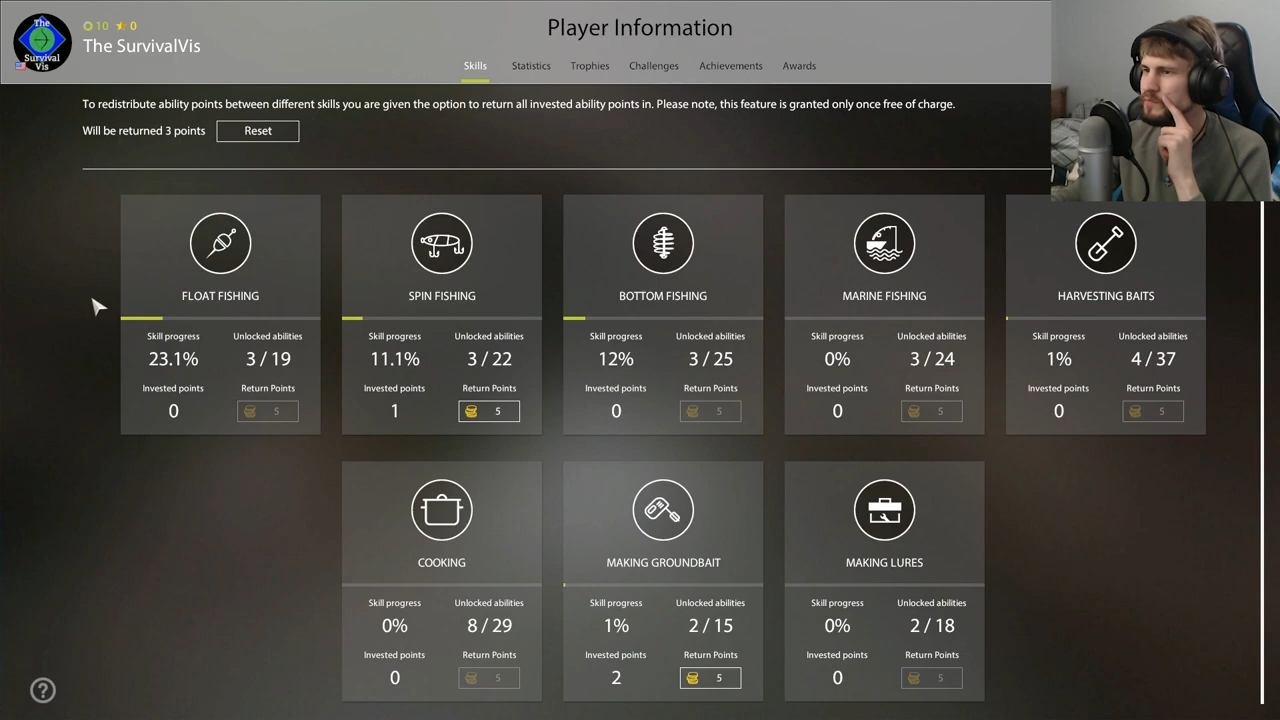 The
Survival
Vis
10 0
The SurvivalVis
Player Information
Skills Statistics Trophies Challenges Achievements Awards
To redistribute ability points between different skills you are given the option to return all invested ability points in. Please note, this feature is granted only once free of charge.
Will be returned 3 points Reset
FLOAT FISHING SPIN FISHING BOTTOM FISHING MARINE FISHING HARVESTING BAITS
Skill progress Unlocked abilities Skill progress Unlocked abilities Skill progress Unlocked abilities Skill progress Unlocked abilities Skill progress Unlocked abilities
23.1% 3 / 19 11.1% 3 / 22 12% 3 / 25 0% 3 / 24 1% 4 / 37
Invested points Return Points Invested points Return Points Invested points Return Points Invested points Return Points Invested points Return Points
0 5 1 5 0 5 0 5 0 5
COOKING MAKING GROUNDBAIT MAKING LURES
Skill progress Unlocked abilities Skill progress Unlocked abilities Skill progress Unlocked abilities
0% 8 / 29 1% 2 / 15 0% 2 / 18
Invested points Return Points Invested points Return Points Invested points Return Points
0 5 2 5 0 5
?